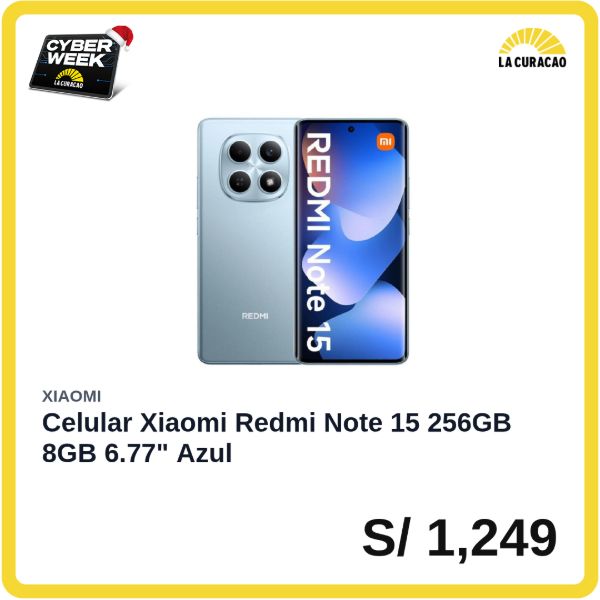 CYBER
WEEK
LA CURACAO
LA CURACAO
REDMI Note 15
REDMI
XIAOMI
Celular Xiaomi Redmi Note 15 256GB
8GB 6.77" Azul
S/ 1,249